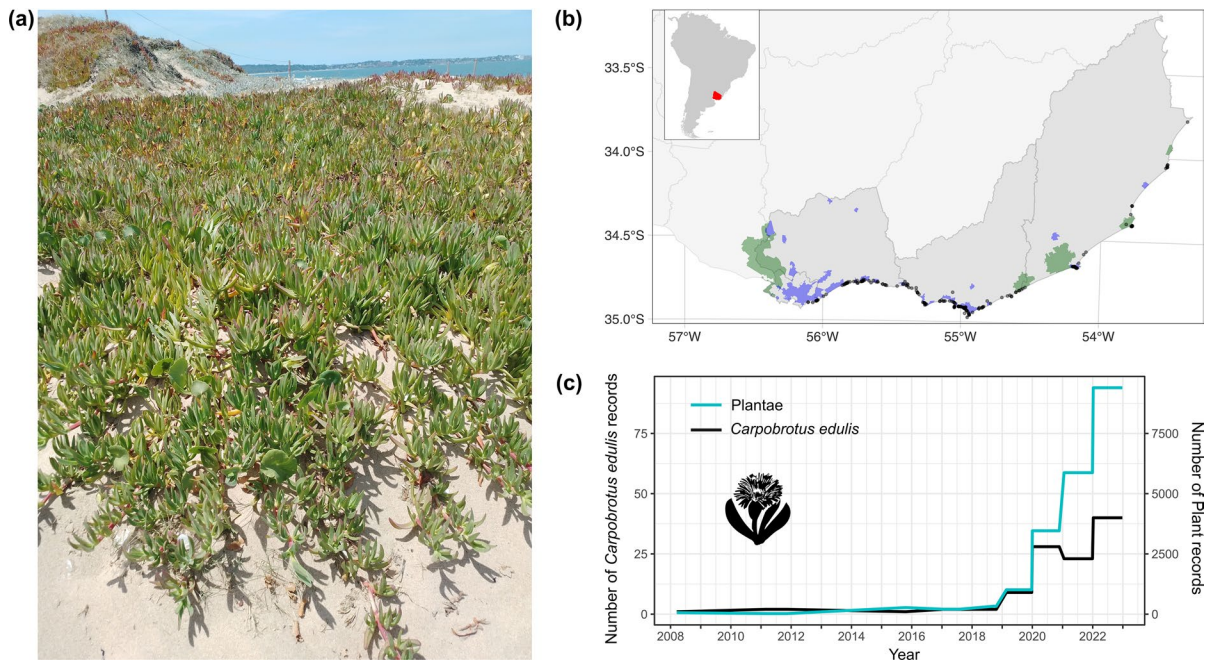 (a)
(b)
33.5°S
34.0°S
34.5°S
35.0°S
57°W
56°W
55°W
54°W
(c)
Number of Carpobrotus edulis records
75
50
25
0
Plantae
Carpobrotus edulis
7500
5000
2500
0
Number of Plant records
2008
2010
2012
2014
2016
2018
2020
2022
Year